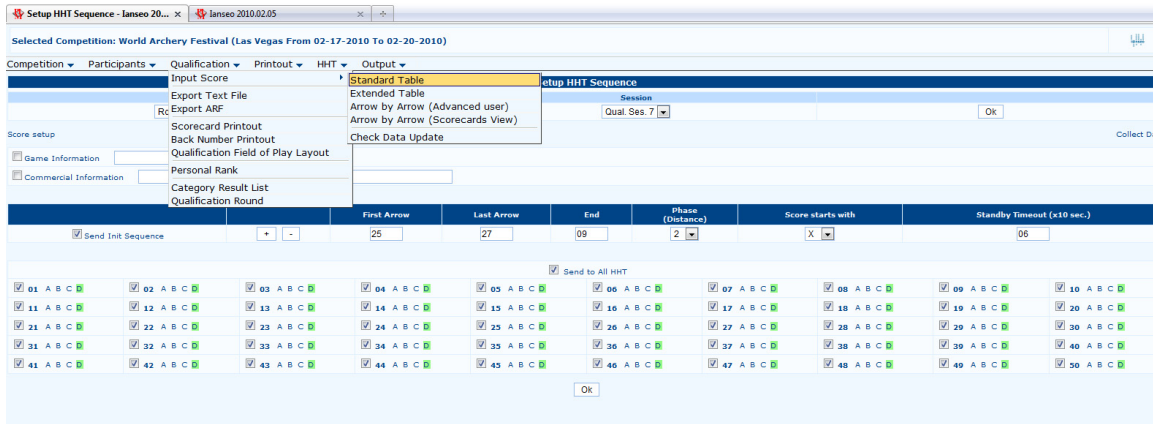 Setup HHT Sequence - Ianseo 20... × Ianseo 2010.02.05 ×
Selected Competition: World Archery Festival (Las Vegas From 02-17-2010 To 02-20-2010)
Competition Participants Qualification Printout HHT Output
Input Score
Export Text File
Export ARF
Scorecard Printout
Back Number Printout
Qualification Field of Play Layout
Personal Rank
Category Result List
Qualification Round
Standard Table
Extended Table
Arrow by Arrow (Advanced user)
Arrow by Arrow (Scorecards View)
Check Data Update
etup HHT Sequence
Session
Ro Qual. Ses. 7 Ok
Score setup Collect D
Game Information
Commercial Information
First Arrow Last Arrow End Phase (Distance) Score starts with Standby Timeout (x10 sec.)
Send Init Sequence + - 25 27 09 2 X 06
Send to All HHT
01 A B C D 02 A B C D 03 A B C D 04 A B C D 05 A B C D 06 A B C D 07 A B C D 08 A B C D 09 A B C D 10 A B C D
11 A B C D 12 A B C D 13 A B C D 14 A B C D 15 A B C D 16 A B C D 17 A B C D 18 A B C D 19 A B C D 20 A B C D
21 A B C D 22 A B C D 23 A B C D 24 A B C D 25 A B C D 26 A B C D 27 A B C D 28 A B C D 29 A B C D 30 A B C D
31 A B C D 32 A B C D 33 A B C D 34 A B C D 35 A B C D 36 A B C D 37 A B C D 38 A B C D 39 A B C D 40 A B C D
41 A B C D 42 A B C D 43 A B C D 44 A B C D 45 A B C D 46 A B C D 47 A B C D 48 A B C D 49 A B C D 50 A B C D
Ok